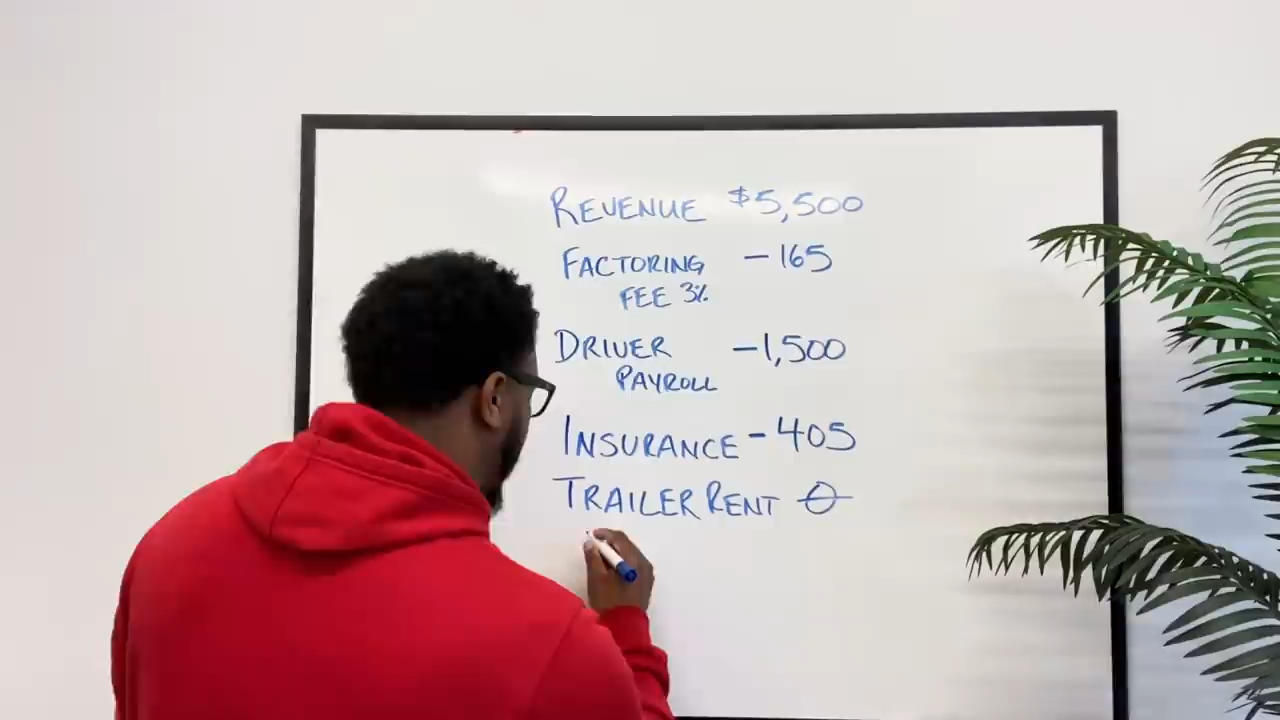 REVENUE $5,500
FACTORING -165
FEE 3%
DRIVER -1,500
PAYROLL
INSURANCE -405
TRAILER RENT 0